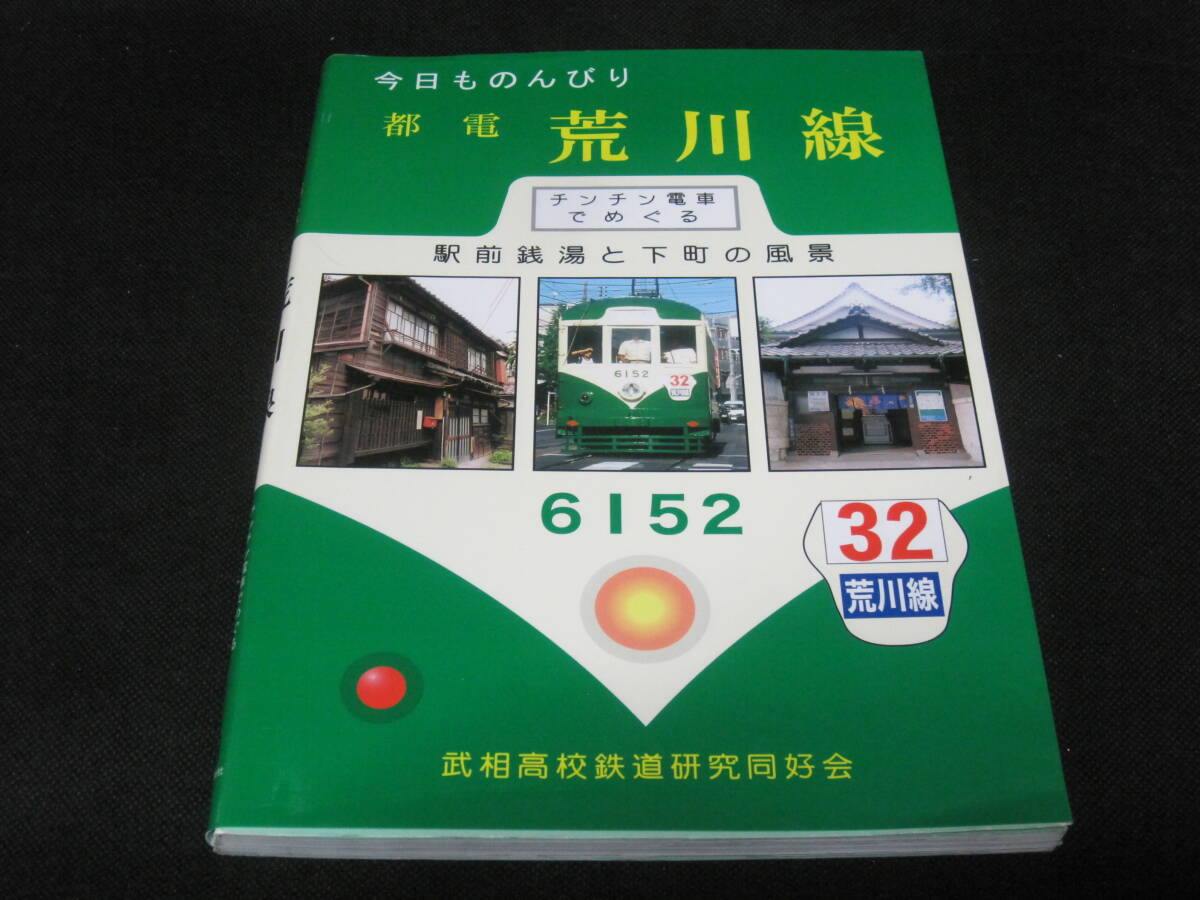 今日ものんびり
都電 荒川線
チンチン電車
でめぐる
駅前銭湯と下町の風景
6152
32
6152
32
荒川線
武相高校鉄道研究同好会